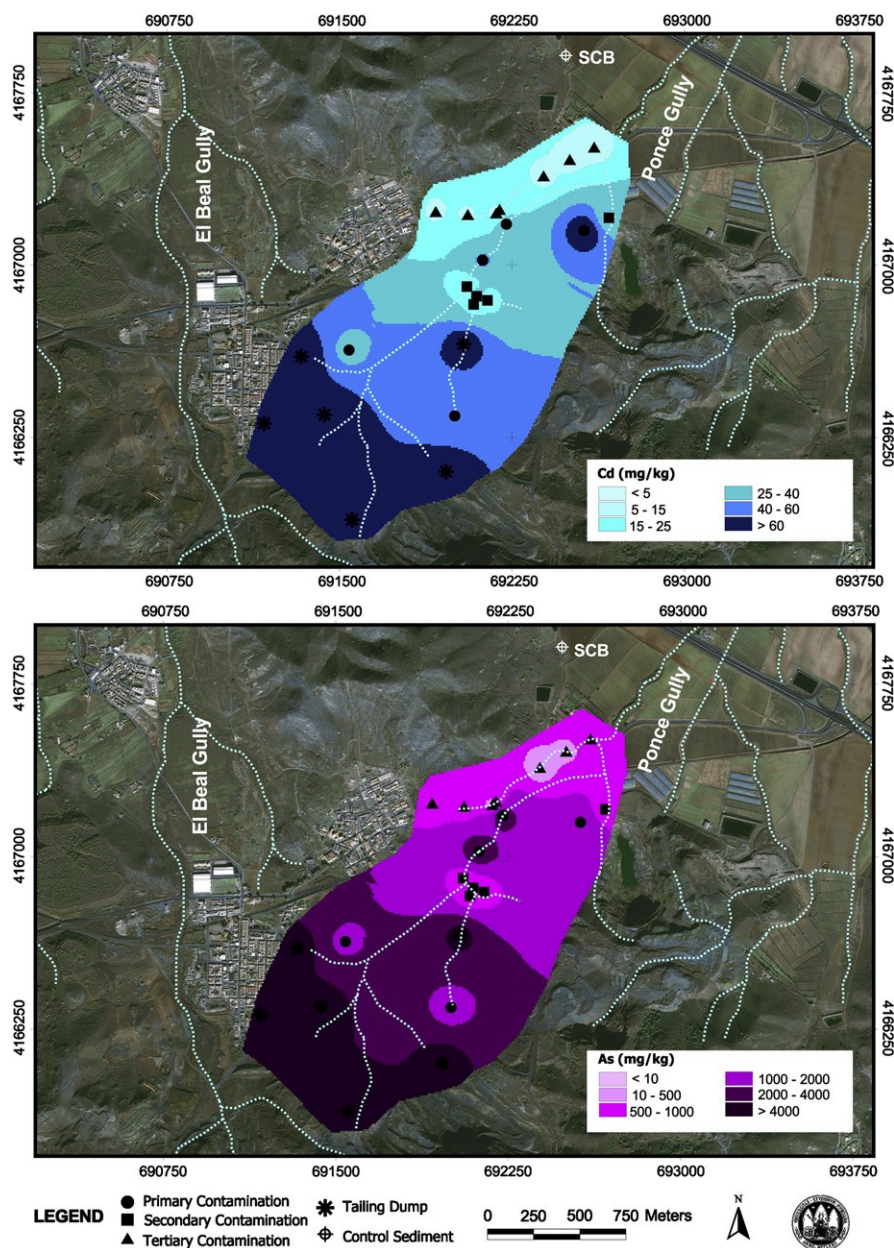 690750 691500 692250 693000 693750
SCB
4167750 4167750
Ponce Gully
El Beal Gully
4167000 4167000
4166250 4166250
Cd (mg/kg)
< 5 25 - 40
5 - 15 40 - 60
15 - 25 > 60
690750 691500 692250 693000 693750
690750 691500 692250 693000 693750
SCB
4167750 4167750
Ponce Gully
El Beal Gully
4167000 4167000
4166250 4166250
As (mg/kg)
< 10 1000 - 2000
10 - 500 2000 - 4000
500 - 1000 > 4000
690750 691500 692250 693000 693750
LEGEND
Primary Contamination
Secondary Contamination
Tertiary Contamination
Tailing Dump
Control Sediment
0 250 500 750 Meters
N